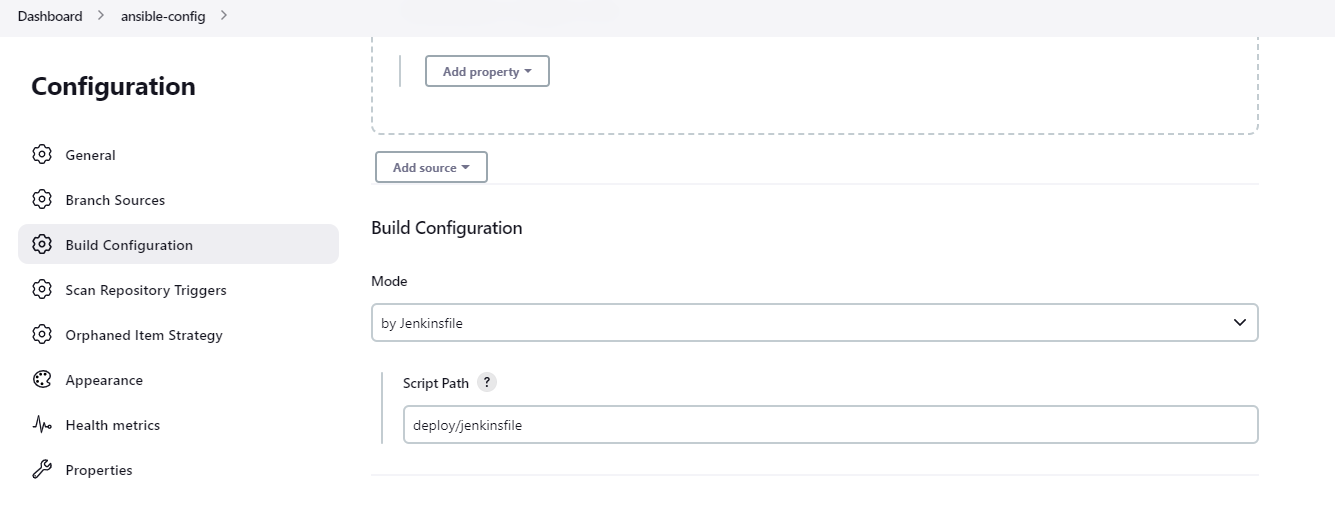 Dashboard > ansible-config >
Configuration
General
Branch Sources
Build Configuration
Scan Repository Triggers
Orphaned Item Strategy
Appearance
Health metrics
Properties
Add property
Add source
Build Configuration
Mode
by Jenkinsfile
Script Path ?
deploy/jenkinsfile